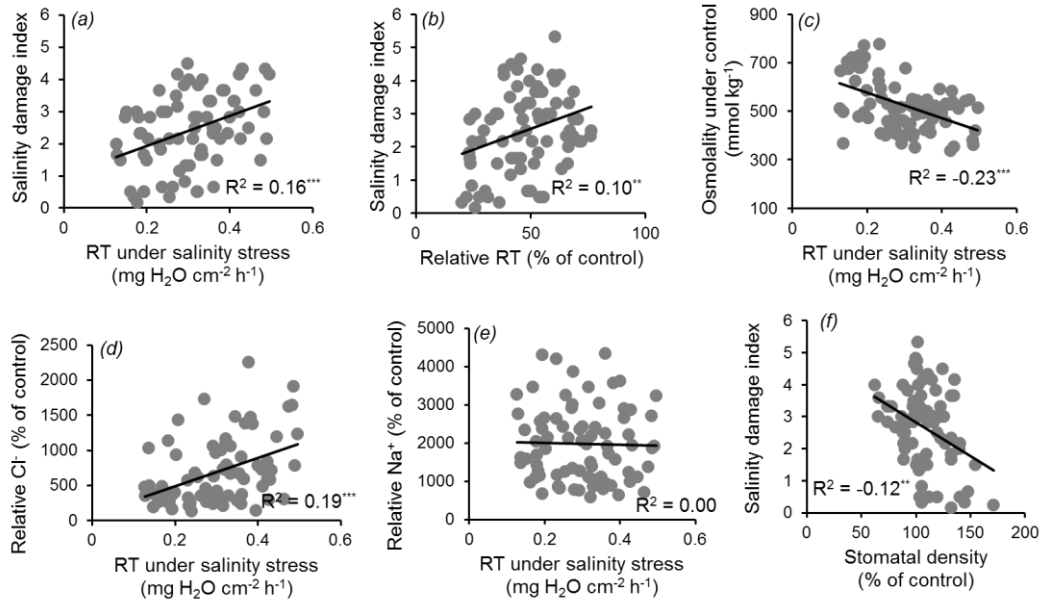 (a)
Salinity damage index
6
5
4
3
2
1
0
R² = 0.16***
0 0.2 0.4 0.6
RT under salinity stress
(mg H₂O cm⁻² h⁻¹)
(b)
Salinity damage index
6
5
4
3
2
1
0
R² = 0.10**
0 50 100
Relative RT (% of control)
(c)
Osmolality under control
(mmol kg⁻¹)
900
700
500
300
100
R² = -0.23***
0 0.2 0.4 0.6
RT under salinity stress
(mg H₂O cm⁻² h⁻¹)
(d)
Relative Cl⁻ (% of control)
2500
2000
1500
1000
500
0
R² = 0.19***
0 0.2 0.4 0.6
RT under salinity stress
(mg H₂O cm⁻² h⁻¹)
(e)
Relative Na⁺ (% of control)
5000
4000
3000
2000
1000
0
R² = 0.00
0 0.2 0.4 0.6
RT under salinity stress
(mg H₂O cm⁻² h⁻¹)
(f)
Salinity damage index
6
5
4
3
2
1
0
R² = -0.12**
0 50 100 150 200
Stomatal density
(% of control)